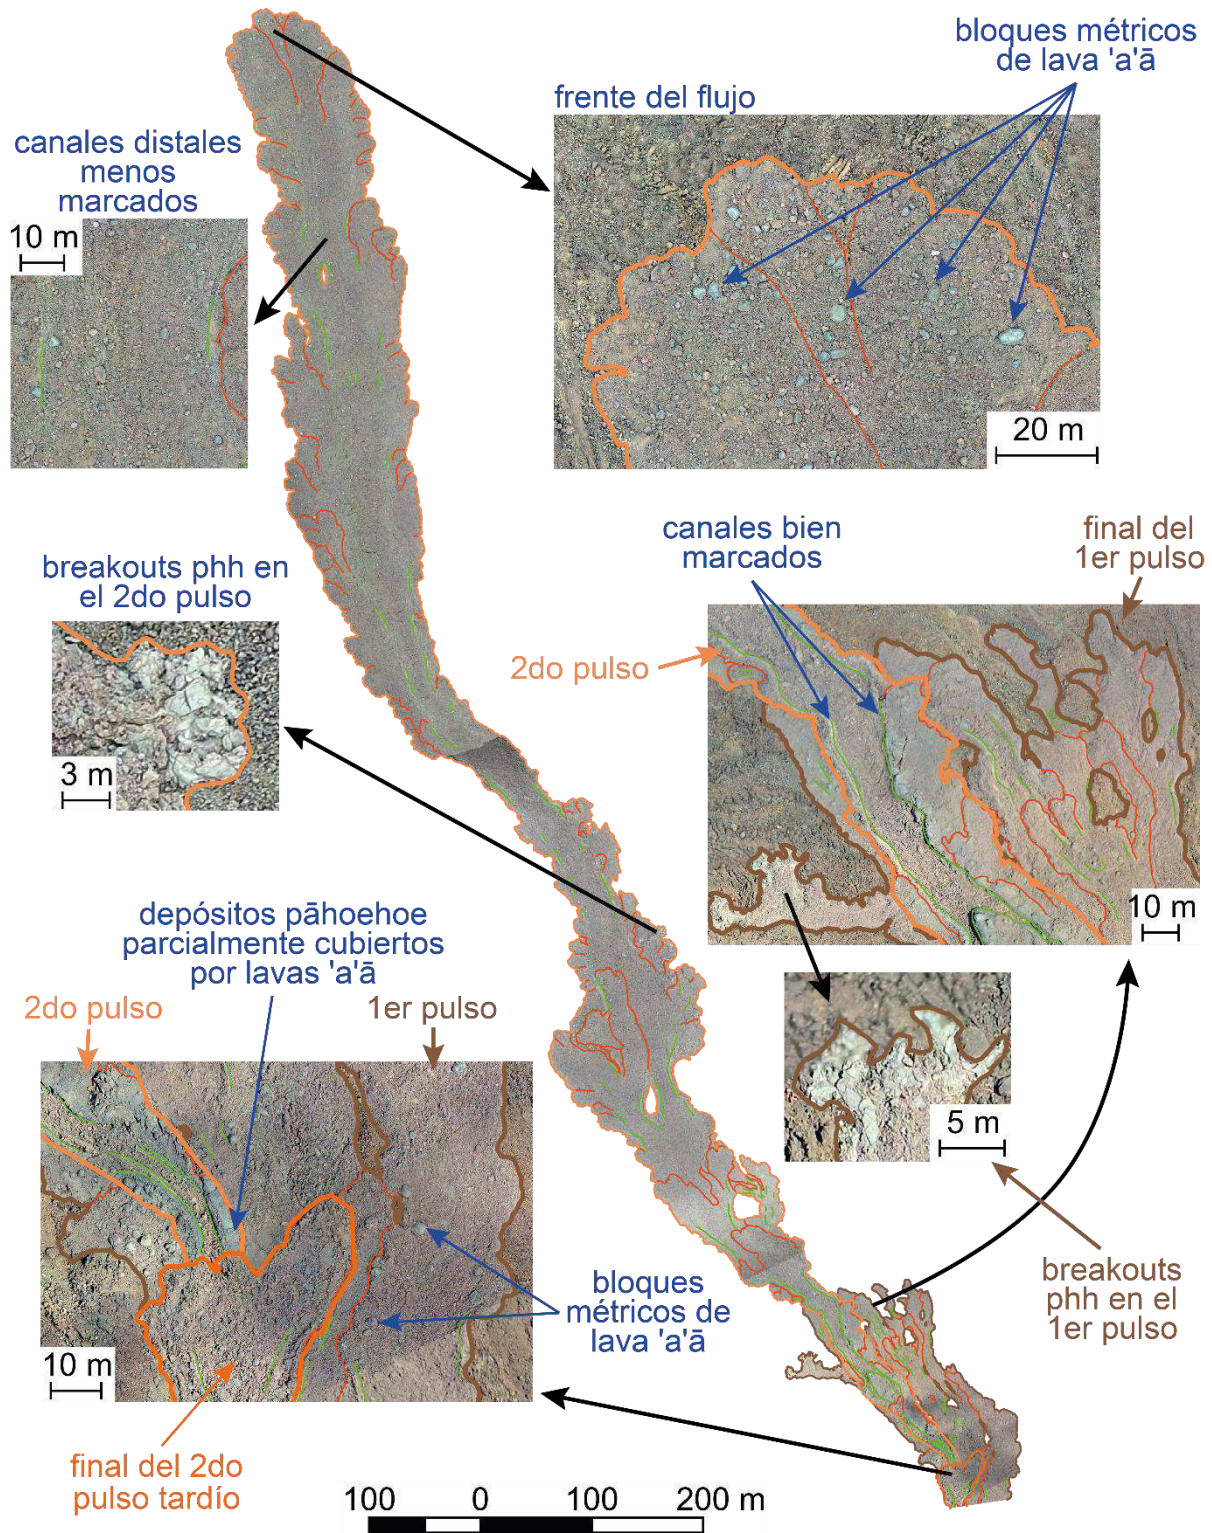 bloques métricos
de lava 'a'ā
frente del flujo
canales distales
menos
marcados
10 m
20 m
canales bien
marcados
final del
1er pulso
breakouts phh en
el 2do pulso
2do pulso
3 m
10 m
depósitos pāhoehoe
parcialmente cubiertos
por lavas 'a'ā
2do pulso
1er pulso
5 m
breakouts
phh en el
1er pulso
bloques
métricos de
lava 'a'ā
10 m
final del 2do
pulso tardío
100 0 100 200 m